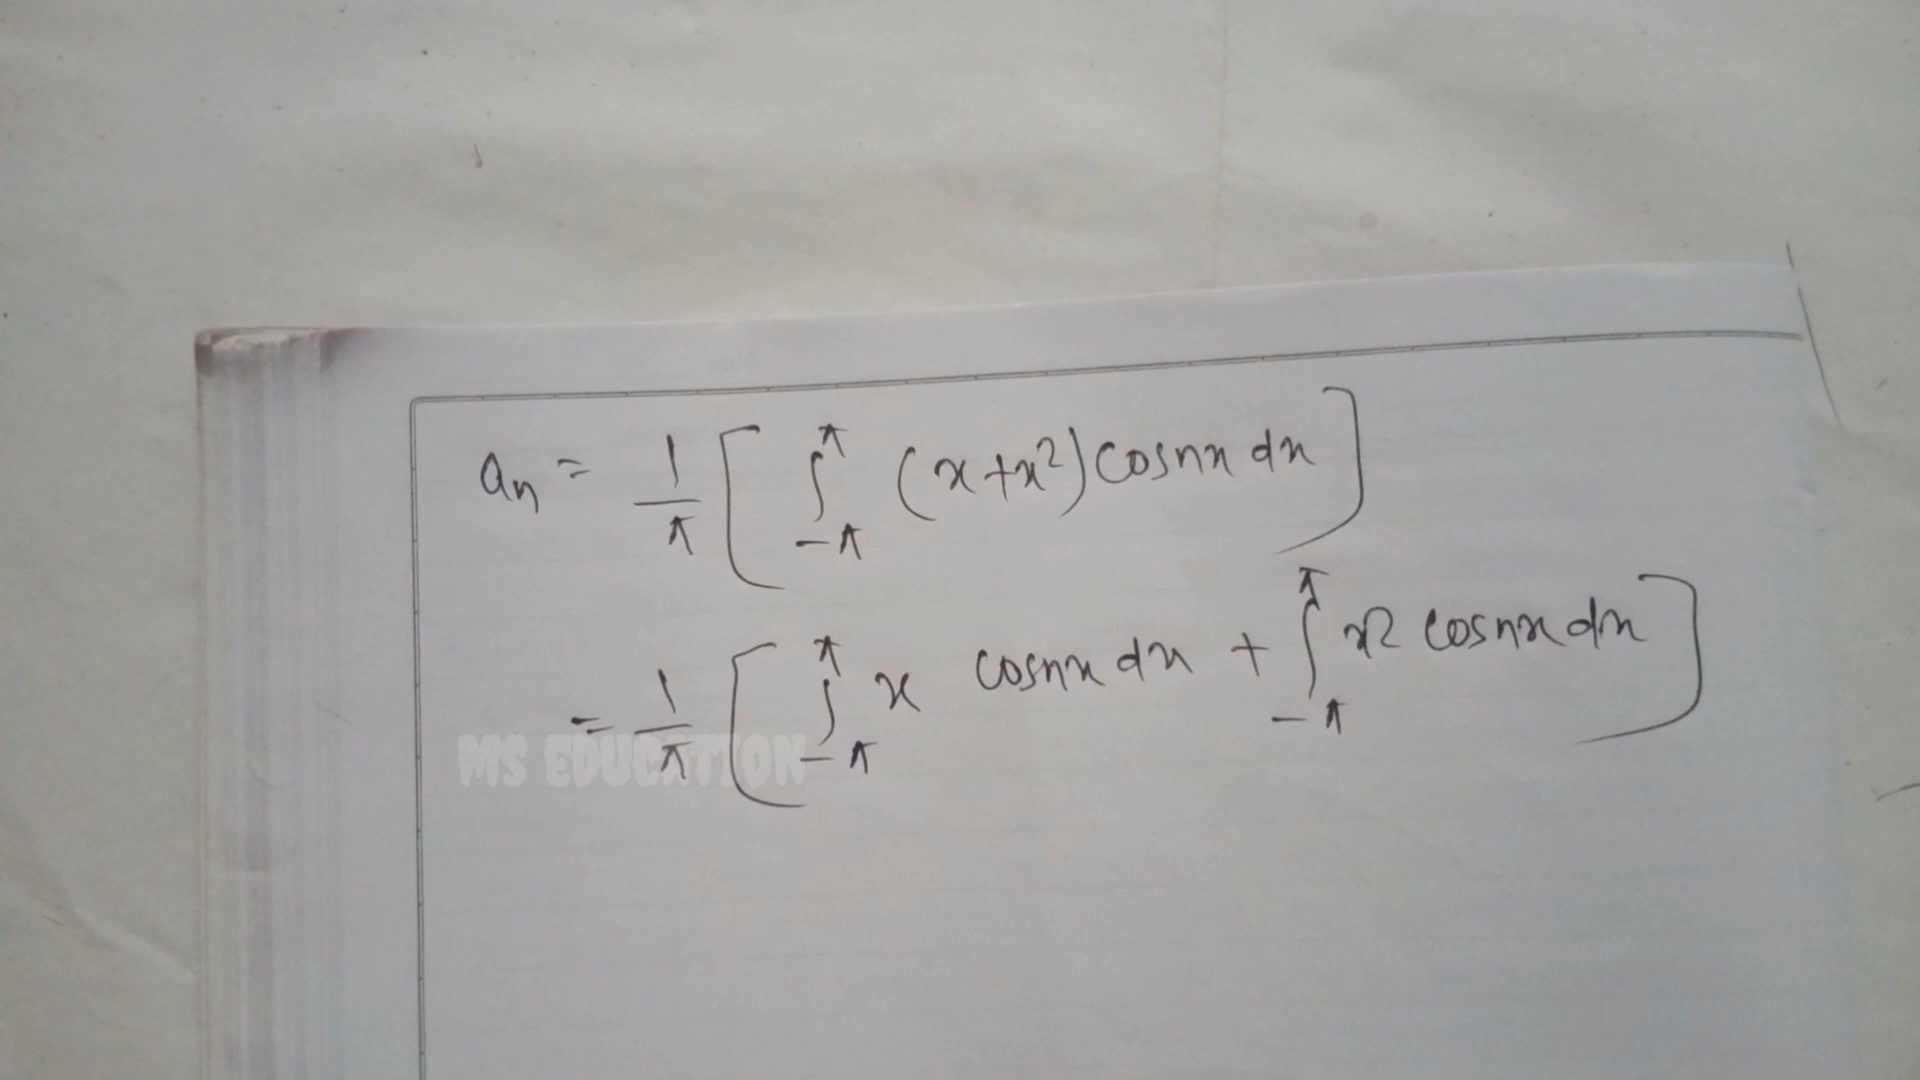 aₙ = 1/π [ ∫_{-π}^{π} (x+x²) cosnx dx ]
= 1/π [ ∫_{-π}^{π} x cosnx dx + ∫_{-π}^{π} x² cosnx dx ]
MS EDUCATION